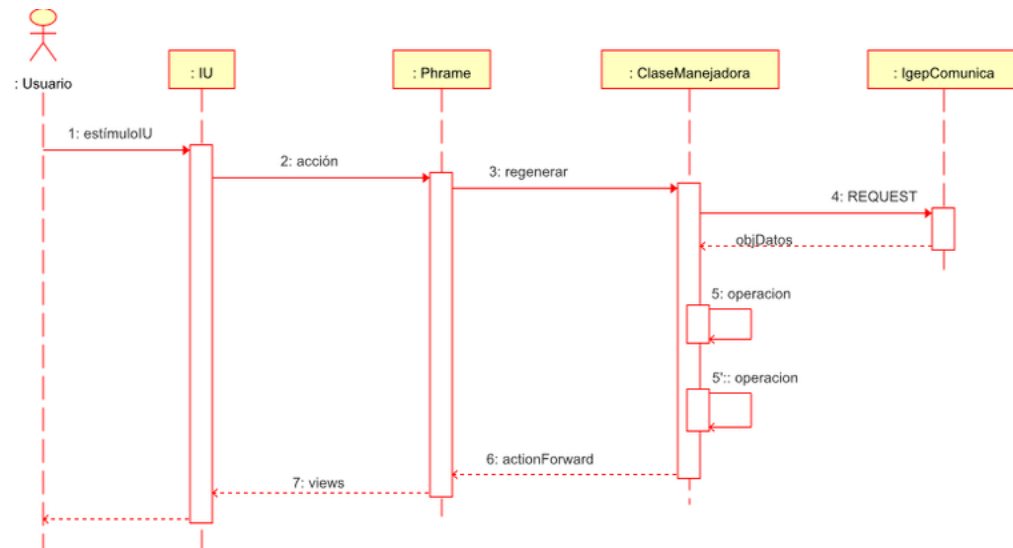 : Usuario
: IU
: Phrame
: ClaseManejadora
: IgepComunica
1: estímuloIU
2: acción
3: regenerar
4: REQUEST
objDatos
5: operacion
5':: operacion
6: actionForward
7: views